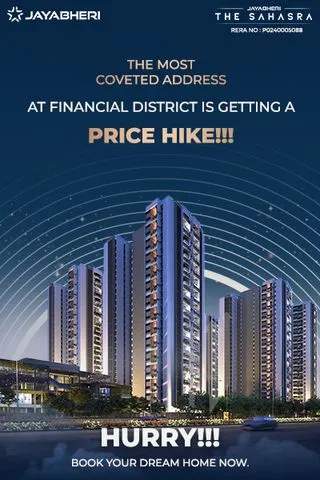 JAYABHERI
JAYABHERI
THE SAHASRA
RERA NO : P0240005088
THE MOST
COVETED ADDRESS
AT FINANCIAL DISTRICT IS GETTING A
PRICE HIKE!!!
HURRY!!!
BOOK YOUR DREAM HOME NOW.